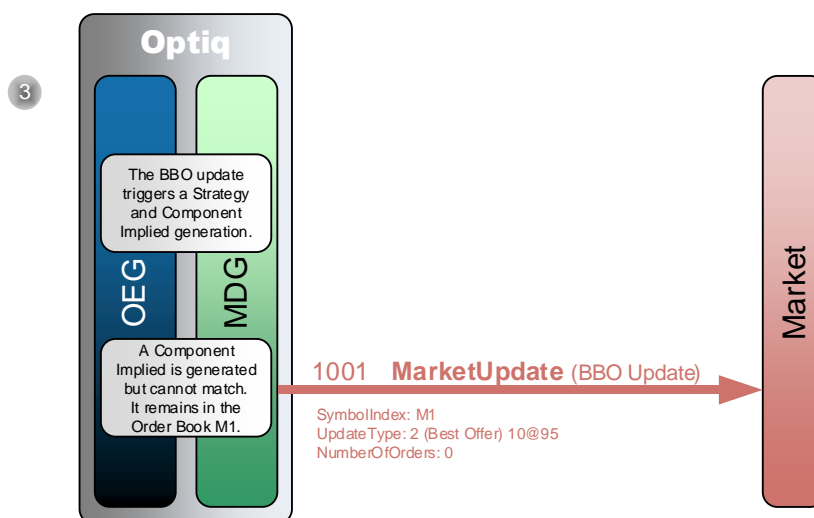 Optiq
3
The BBO update
triggers a Strategy
and Component
Implied generation.
OEG
MDG
Market
A Component
Implied is generated
but cannot match.
It remains in the
Order Book M1.
1001 MarketUpdate (BBO Update)
SymbolIndex: M1
UpdateType: 2 (Best Offer) 10@95
NumberOfOrders: 0